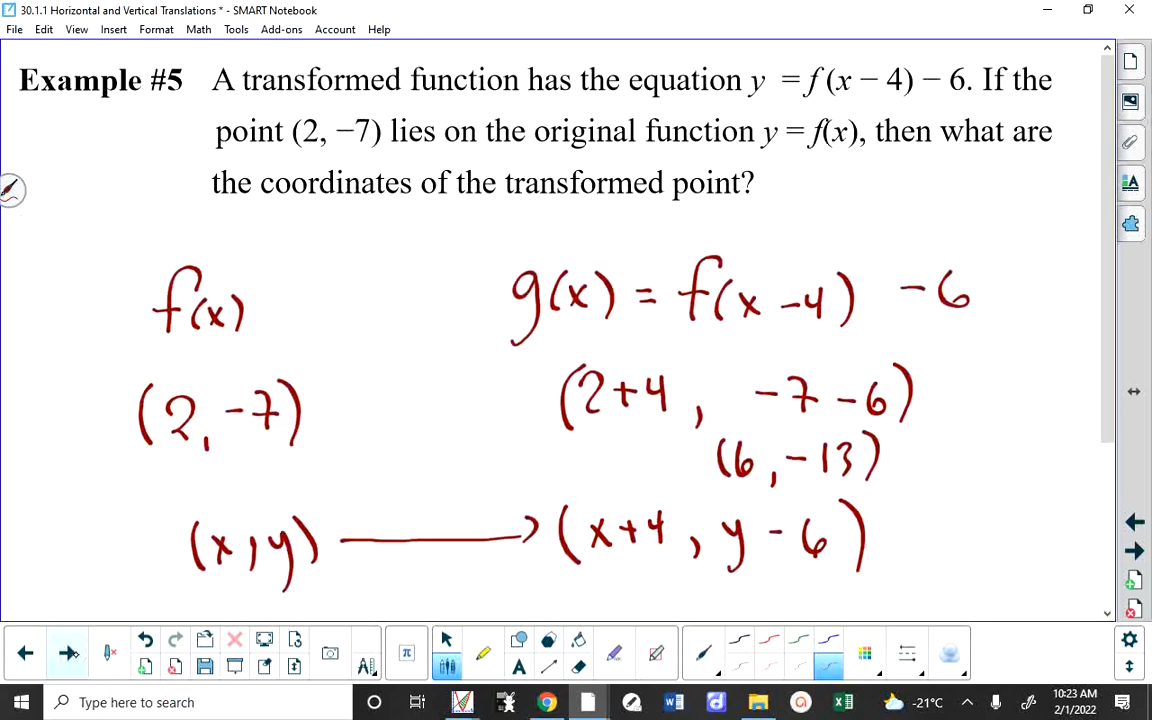 30.1.1 Horizontal and Vertical Translations * - SMART Notebook
File Edit View Insert Format Math Tools Add-ons Account Help
Example #5 A transformed function has the equation y = f (x − 4) − 6. If the
point (2, −7) lies on the original function y = f(x), then what are
the coordinates of the transformed point?
f(x) g(x) = f(x -4) -6
(2, -7) (2+4, -7 -6)
(6, -13)
(x, y) → (x+4, y - 6)
π A
Type here to search
-21°C
10:23 AM
2/1/2022